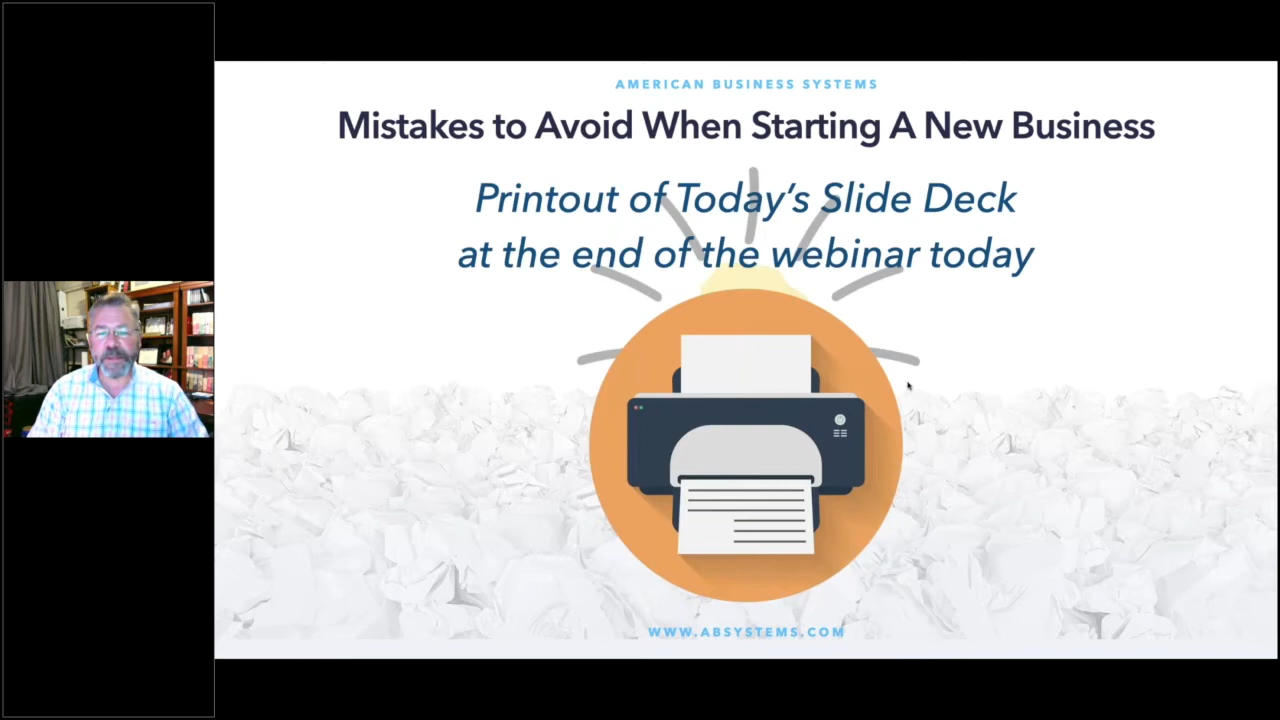 AMERICAN BUSINESS SYSTEMS
Mistakes to Avoid When Starting A New Business
Printout of Today's Slide Deck
at the end of the webinar today
WWW.ABSYSTEMS.COM